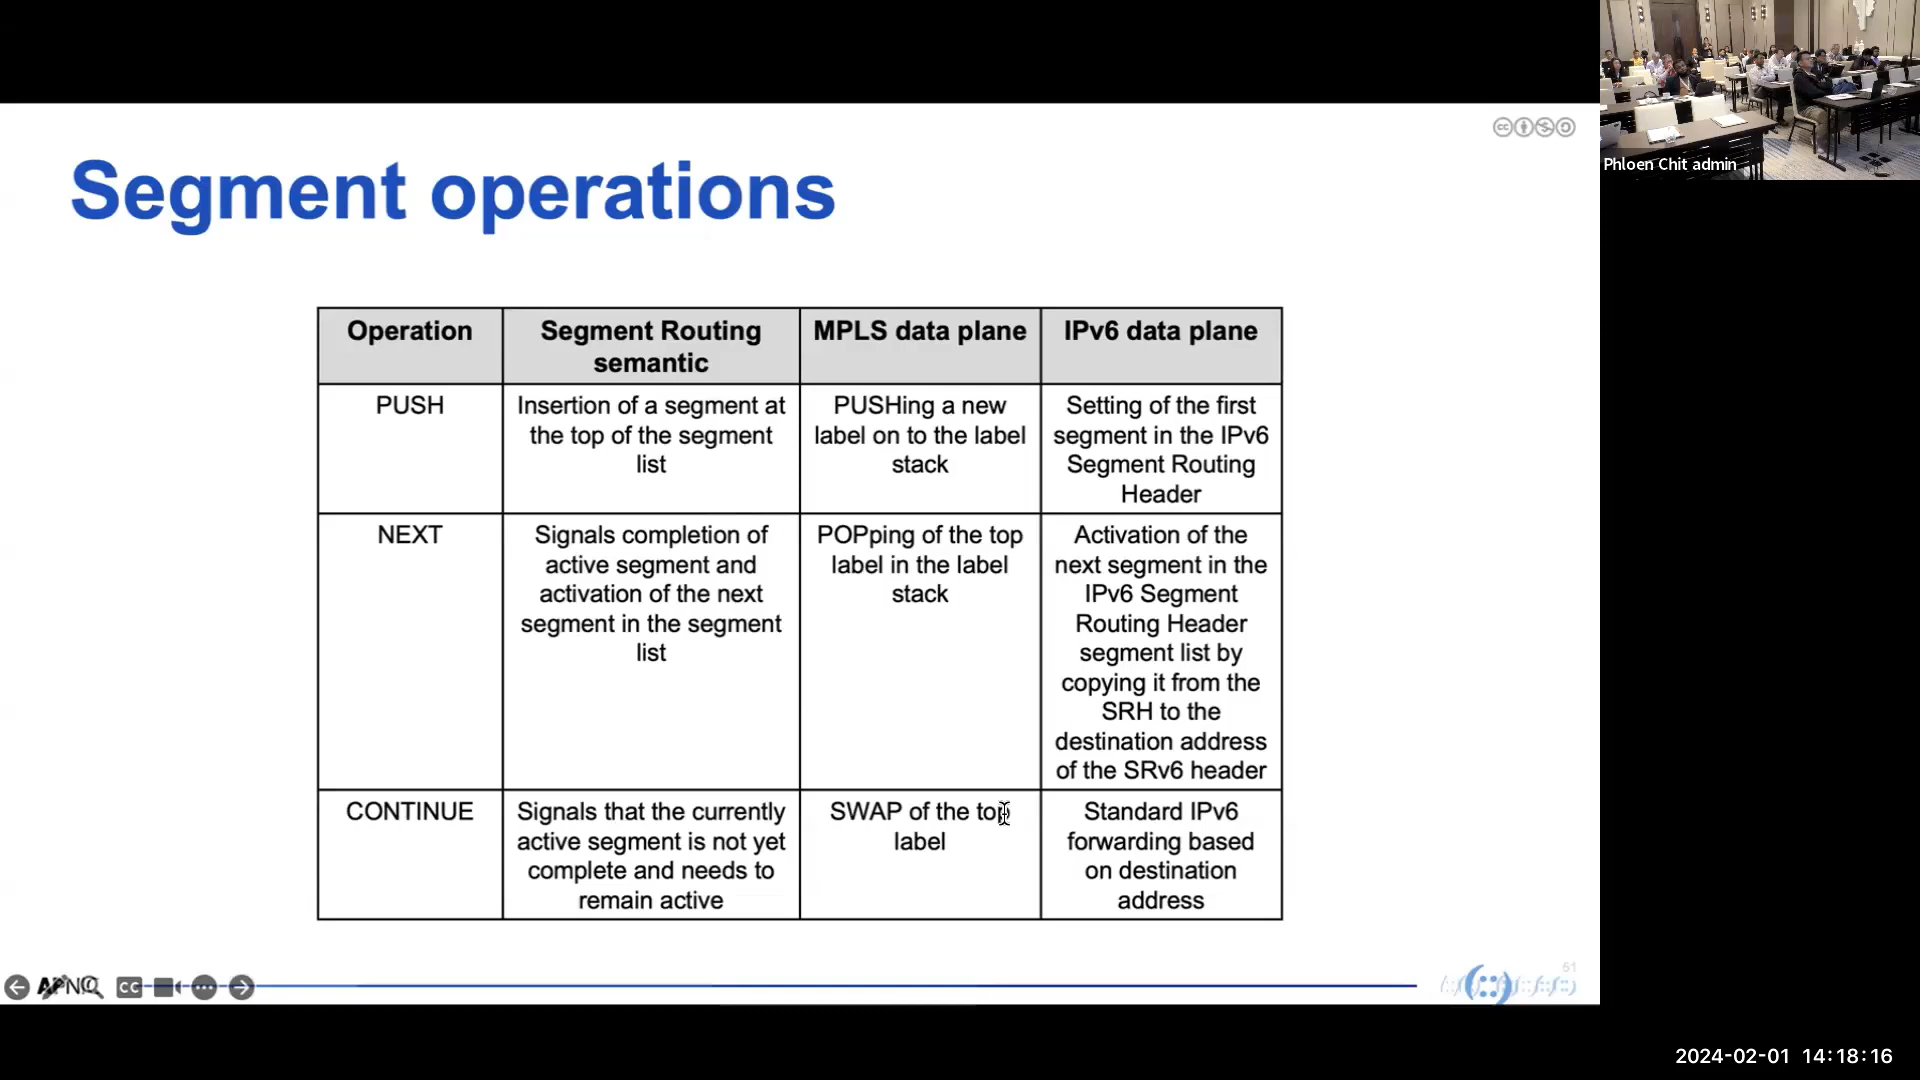 Phloen Chit admin
Segment operations
Operation
Segment Routing
semantic
MPLS data plane
IPv6 data plane
PUSH
Insertion of a segment at
the top of the segment
list
PUSHing a new
label on to the label
stack
Setting of the first
segment in the IPv6
Segment Routing
Header
NEXT
Signals completion of
active segment and
activation of the next
segment in the segment
list
POPping of the top
label in the label
stack
Activation of the
next segment in the
IPv6 Segment
Routing Header
segment list by
copying it from the
SRH to the
destination address
of the SRv6 header
CONTINUE
Signals that the currently
active segment is not yet
complete and needs to
remain active
SWAP of the top
label
Standard IPv6
forwarding based
on destination
address
CC
51
2024-02-01 14:18:16